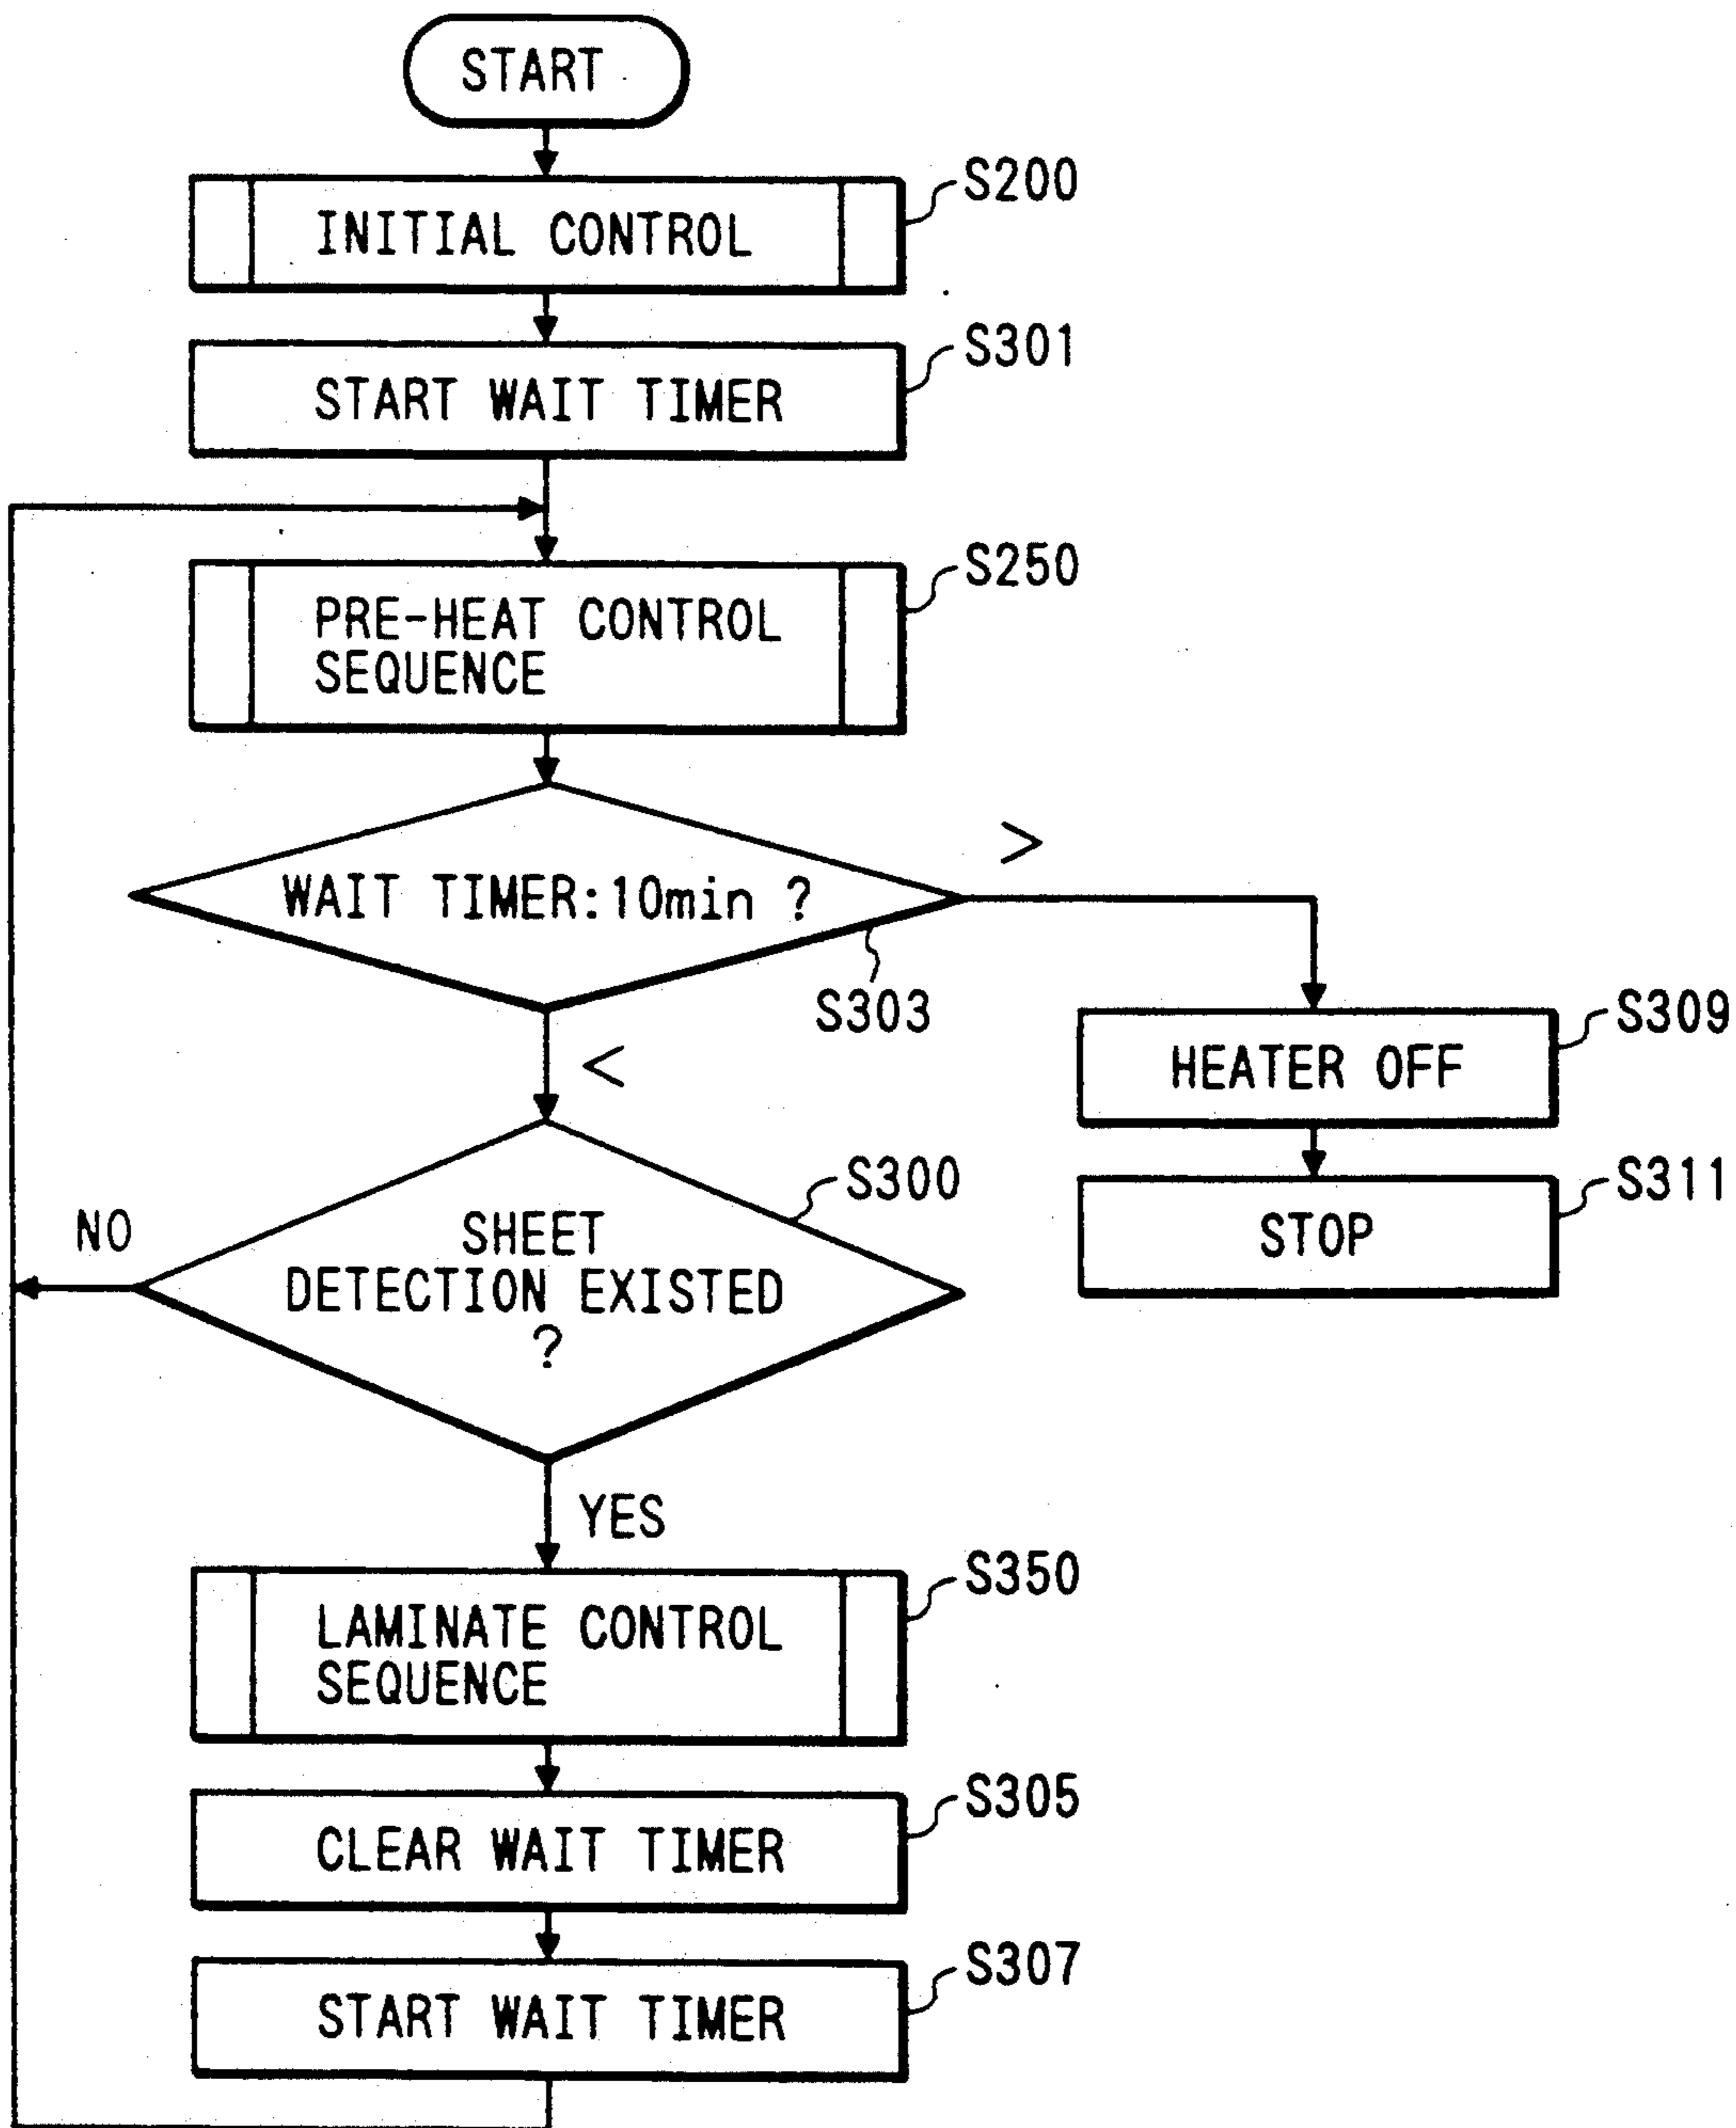 START
S200
INITIAL CONTROL
S301
START WAIT TIMER
S250
PRE-HEAT CONTROL
SEQUENCE
>
WAIT TIMER:10min ?
S303
<
S309
HEATER OFF
S311
STOP
S300
NO
SHEET
DETECTION EXISTED
?
YES
S350
LAMINATE CONTROL
SEQUENCE
S305
CLEAR WAIT TIMER
S307
START WAIT TIMER